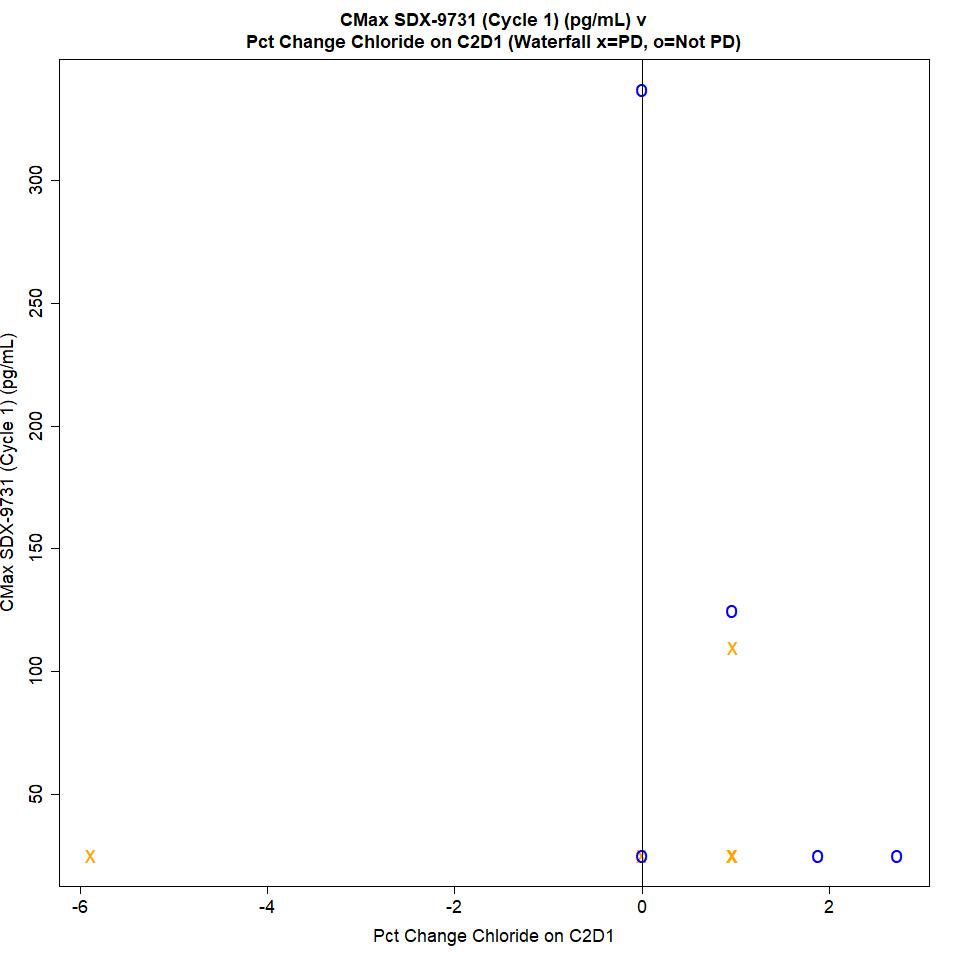 CMax SDX-9731 (Cycle 1) (pg/mL) v
Pct Change Chloride on C2D1 (Waterfall x=PD, o=Not PD)
CMax SDX-9731 (Cycle 1) (pg/mL)
300
250
200
150
100
50
O
O
X
X
O
X
O
O
-6
-4
-2
0
2
Pct Change Chloride on C2D1